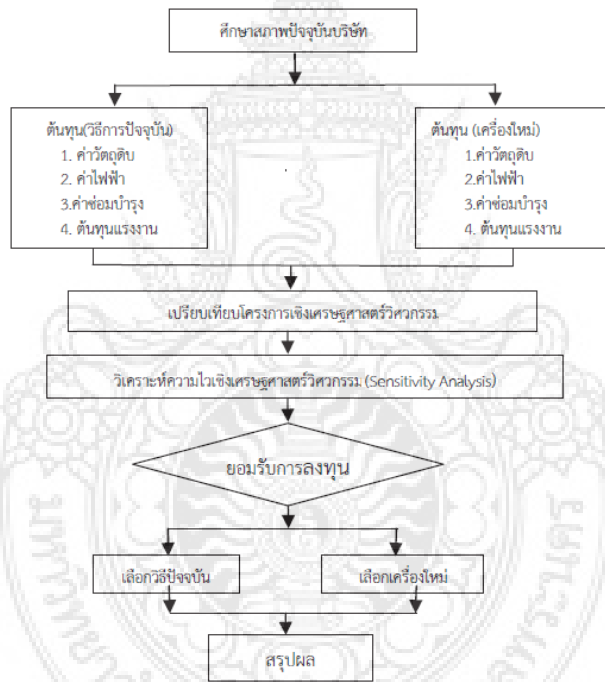 ศึกษาสภาพปัจจุบันบริษัท
ต้นทุน(วิธีการปัจจุบัน)
1. ค่าวัตถุดิบ
2. ค่าไฟฟ้า
3.ค่าซ่อมบำรุง
4. ต้นทุนแรงงาน
ต้นทุน (เครื่องใหม่)
1.ค่าวัตถุดิบ
2.ค่าไฟฟ้า
3.ค่าซ่อมบำรุง
4. ต้นทุนแรงงาน
เปรียบเทียบโครงการเชิงเศรษฐศาสตร์วิศวกรรม
วิเคราะห์ความไวเชิงเศรษฐศาสตร์วิศวกรรม (Sensitivity Analysis)
ยอมรับการลงทุน
เลือกวิธีปัจจบัน
เลือกเครื่องใหม่
สรุปผล